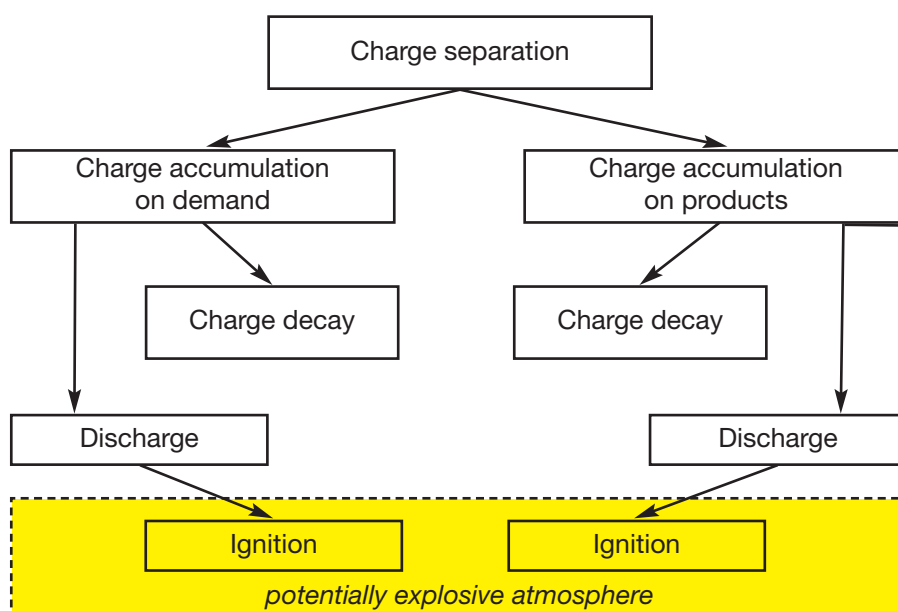 Charge separation
Charge accumulation
on demand
Charge accumulation
on products
Charge decay
Charge decay
Discharge
Discharge
Ignition
Ignition
potentially explosive atmosphere